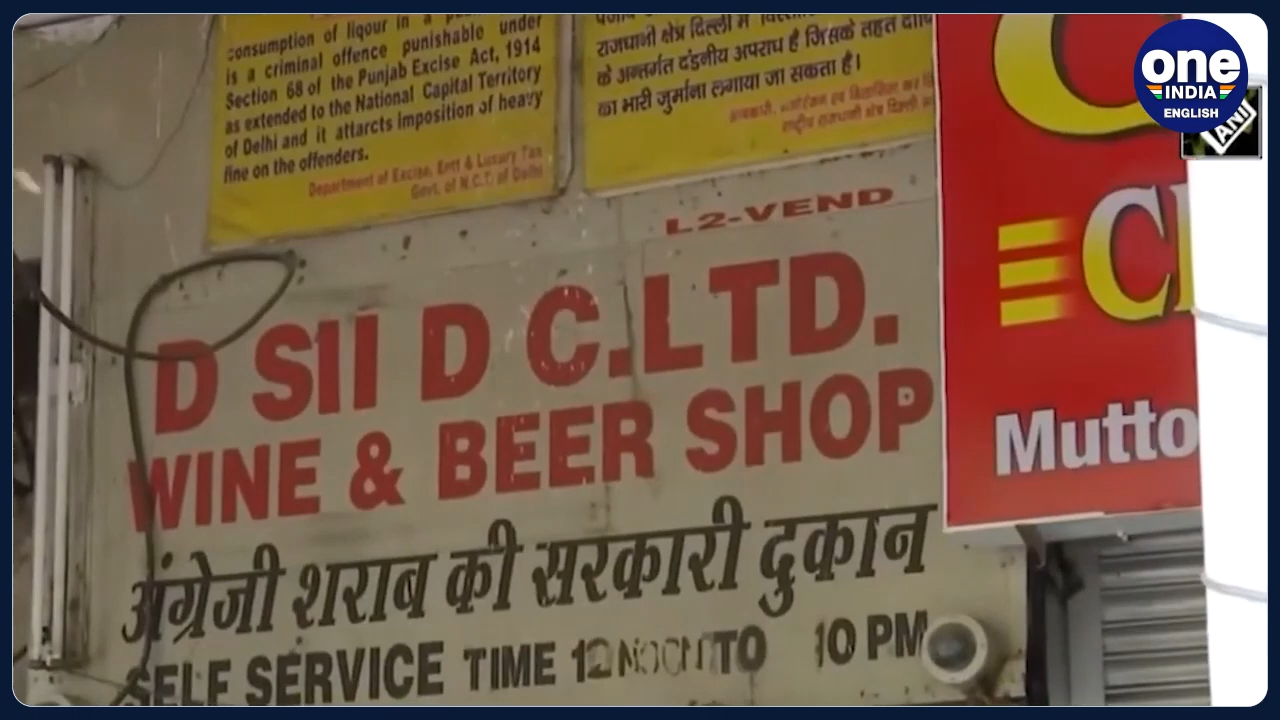 consumption of liqour in a
is a criminal offence punishable under
Section 68 of the Punjab Excise Act, 1914
as extended to the National Capital Territory
of Delhi and it attarcts imposition of heavy
fine on the offenders.
Department of Excise, Entt & Luxury Tax
Govt. of N.C.T. of Delhi
राजधानी क्षेत्र दिल्ली में
के अन्तर्गत दंडनीय अपराध है जिसके तहत
का भारी जुर्माना लगाया जा सकता है।
L2-VEND
D SII D C.LTD.
WINE & BEER SHOP
अंग्रेजी शराब की सरकारी दुकान
SELF SERVICE TIME 12 NOON TO 10 PM
Mutto
one
INDIA
ENGLISH
ANI